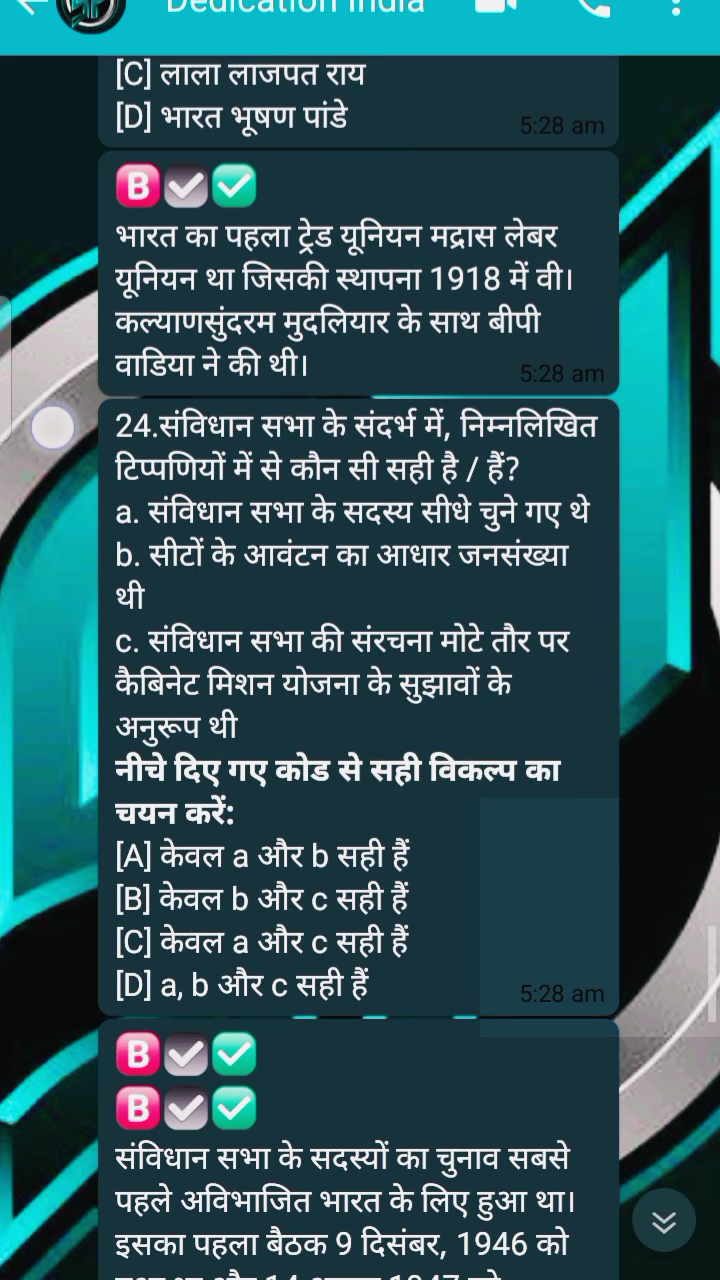 Dedication India
[C] लाला लाजपत राय
[D] भारत भूषण पांडे
5:28 am
B
भारत का पहला ट्रेड यूनियन मद्रास लेबर
यूनियन था जिसकी स्थापना 1918 में वी।
कल्याणसुंदरम मुदलियार के साथ बीपी
वाडिया ने की थी।
5:28 am
24.संविधान सभा के संदर्भ में, निम्नलिखित
टिप्पणियों में से कौन सी सही है / हैं?
a. संविधान सभा के सदस्य सीधे चुने गए थे
b. सीटों के आवंटन का आधार जनसंख्या
थी
c. संविधान सभा की संरचना मोटे तौर पर
कैबिनेट मिशन योजना के सुझावों के
अनुरूप थी
नीचे दिए गए कोड से सही विकल्प का
चयन करें:
[A] केवल a और b सही हैं
[B] केवल b और c सही हैं
[C] केवल a और c सही हैं
[D] a, b और c सही हैं
5:28 am
B
B
संविधान सभा के सदस्यों का चुनाव सबसे
पहले अविभाजित भारत के लिए हुआ था।
इसका पहला बैठक 9 दिसंबर, 1946 को